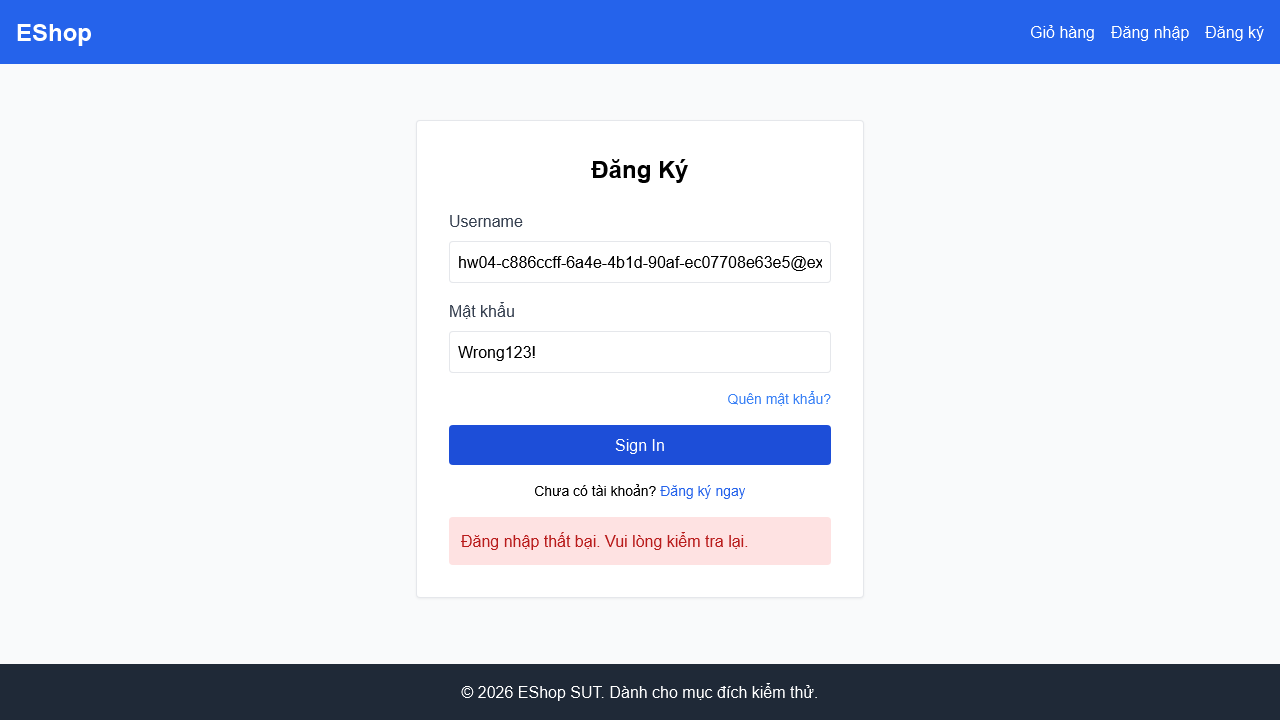 EShop
Giỏ hàng
Đăng nhập
Đăng ký
Đăng Ký
Username
hw04-c886ccff-6a4e-4b1d-90af-ec07708e63e5@ex
Mật khẩu
Wrong123!
Quên mật khẩu?
Sign In
Chưa có tài khoản? Đăng ký ngay
Đăng nhập thất bại. Vui lòng kiểm tra lại.
© 2026 EShop SUT. Dành cho mục đích kiểm thử.